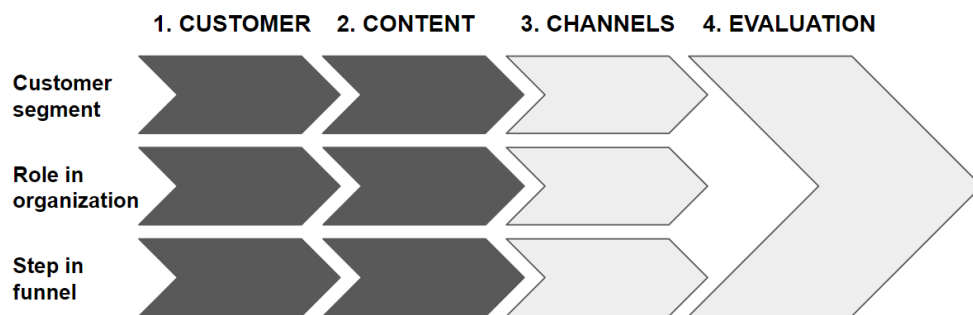 1. CUSTOMER 2. CONTENT 3. CHANNELS 4. EVALUATION
Customer
segment
Role in
organization
Step in
funnel